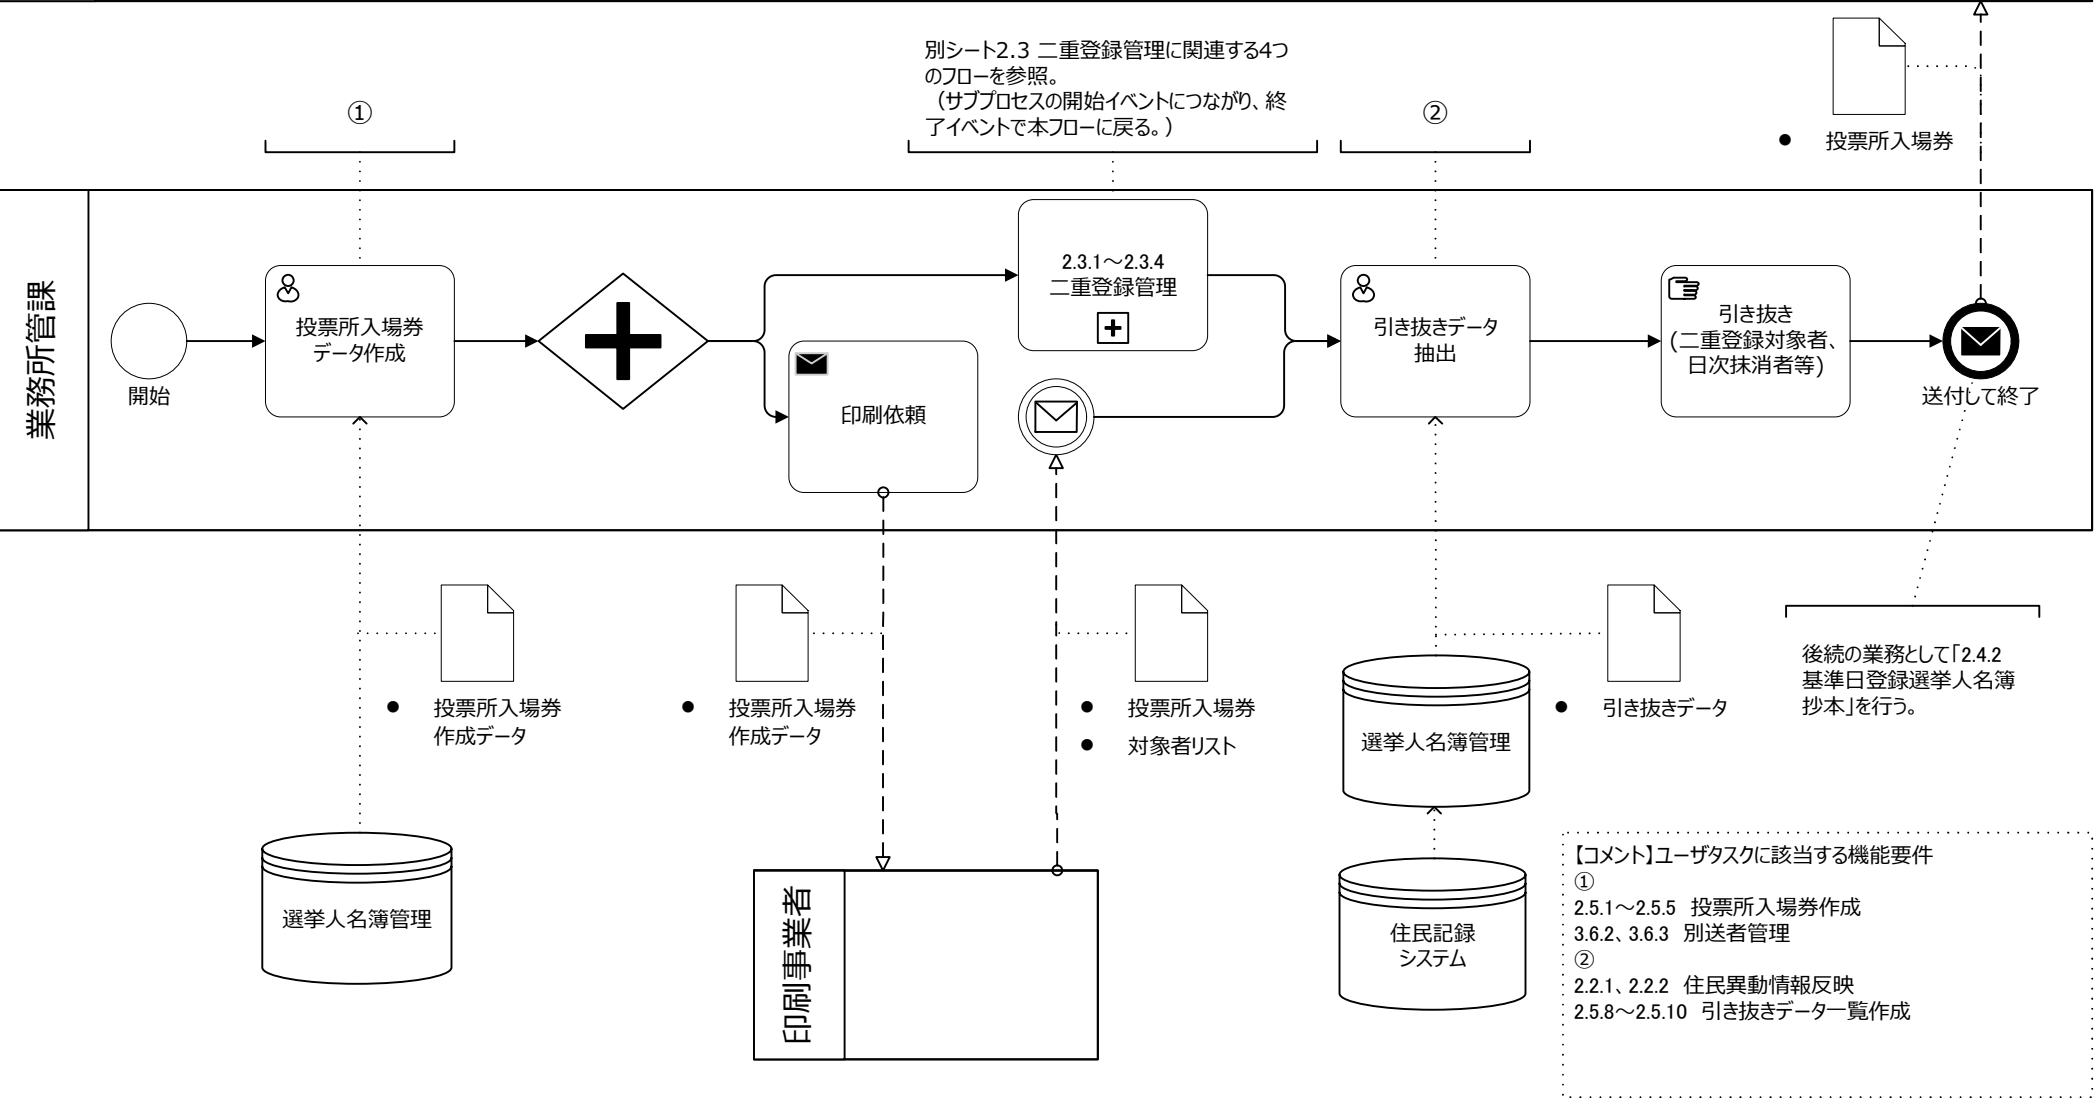 別シート2.3 二重登録管理に関連する4つ
のフローを参照。
（サブプロセスの開始イベントにつながり、終
了イベントで本フローに戻る。）
①
②
● 投票所入場券
業務所管課
開始
投票所入場券
データ作成
印刷依頼
2.3.1～2.3.4
二重登録管理
引き抜きデータ
抽出
引き抜き
(二重登録対象者、
日次抹消者等)
送付して終了
● 投票所入場券
作成データ
● 投票所入場券
作成データ
● 投票所入場券
● 対象者リスト
● 引き抜きデータ
後続の業務として「2.4.2
基準日登録選挙人名簿
抄本」を行う。
選挙人名簿管理
選挙人名簿管理
住民記録
システム
印刷事業者
【コメント】ユーザタスクに該当する機能要件
①
2.5.1～2.5.5 投票所入場券作成
3.6.2、3.6.3 別送者管理
②
2.2.1、2.2.2 住民異動情報反映
2.5.8～2.5.10 引き抜きデータ一覧作成